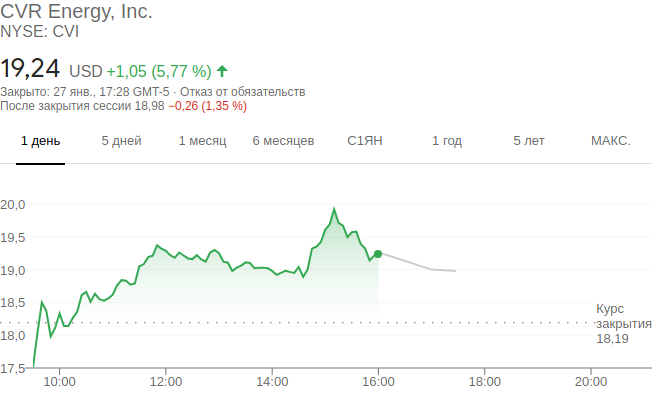 CVR Energy, Inc.
NYSE: CVI
19,24 USD +1,05 (5,77 %)
Закрыто: 27 янв., 17:28 GMT-5 · Отказ от обязательств
После закрытия сессии 18,98 −0,26 (1,35 %)
1 день 5 дней 1 месяц 6 месяцев С1ЯН 1 год 5 лет МАКС.
20,0
19,5
19,0
18,5
18,0
17,5
Курс
закрытия
18,19
10:00 12:00 14:00 16:00 18:00 20:00